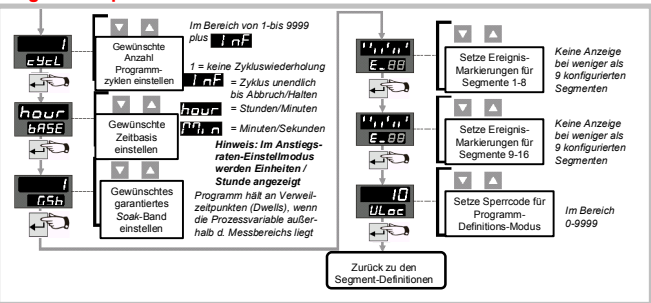 1
cYcL
Gewünschte
Anzahl
Programm-
zyklen einstellen
Im Bereich von 1-bis 9999
plus InF
1 = keine Zykluswiederholung
InF = Zyklus unendlich
bis Abbruch/Halten
hour
bASE
Gewünschte
Zeitbasis
einstellen
hour = Stunden/Minuten
Min = Minuten/Sekunden
Hinweis: Im Anstiegs-
raten-Einstellmodus
werden Einheiten /
Stunde angezeigt
1
GSb
Gewünschtes
garantiertes
Soak-Band
einstellen
Programm hält an Verweil-
zeitpunkten (Dwells), wenn
die Prozessvariable außer-
halb d. Messbereichs liegt
E_88
Setze Ereignis-
Markierungen für
Segmente 1-8
Keine Anzeige
bei weniger als
9 konfigurierten
Segmenten
E_88
Setze Ereignis-
Markierungen für
Segmente 9-16
Keine Anzeige
bei weniger als
9 konfigurierten
Segmenten
10
ULoc
Setze Sperrcode für
Programm-
Definitions-Modus
Im Bereich
0-9999
Zurück zu den
Segment-Definitionen